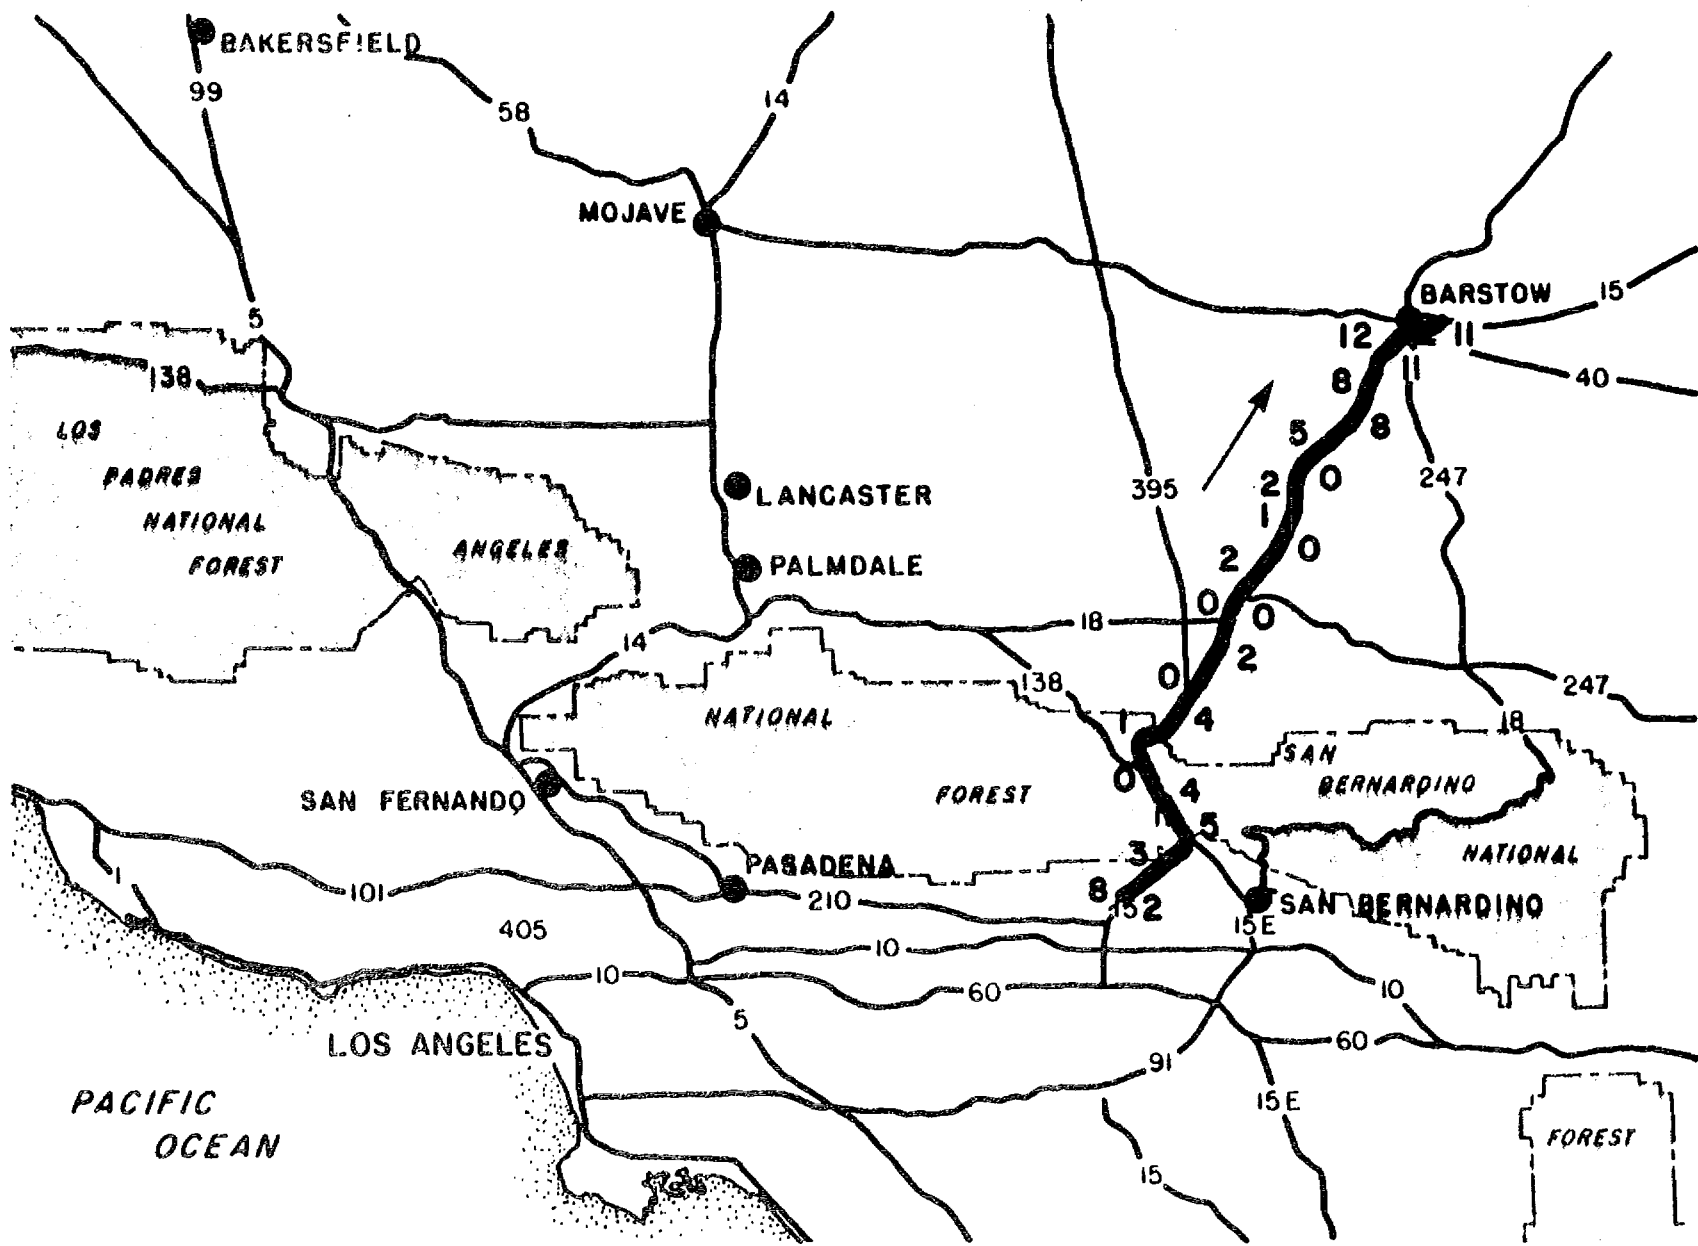 BAKERSFIELD
99
58
14
MOJAVE
BARSTOW
15
5
12
11
11
138
8
40
LOS
PADRES
NATIONAL
FOREST
5
8
LANCASTER
395
2
0
247
1
ANGELES
0
PALMDALE
2
0
0
18
14
2
0
138
247
NATIONAL
1
4
18
SAN
BERNARDINO
0
4
SAN FERNANDO
FOREST
5
3
NATIONAL
PASADENA
1
101
210
8
15
2
SAN BERNARDINO
15E
405
10
10
60
10
5
LOS ANGELES
60
91
PACIFIC
OCEAN
15E
FOREST
15